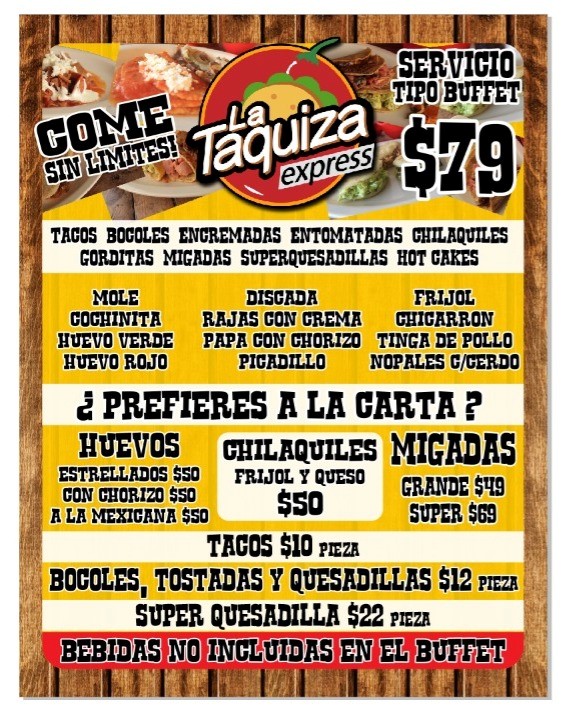 COME
SIN LIMITES!
La
Taquiza
express
SERVICIO
TIPO BUFFET
$79
TACOS BOCOLES ENCREMADAS ENTOMATADAS CHILAQUILES
GORDITAS MIGADAS SUPERQUESADILLAS HOT CAKES
MOLE
COCHINITA
HUEVO VERDE
HUEVO ROJO
DISCADA
RAJAS CON CREMA
PAPA CON CHORIZO
PICADILLO
FRIJOL
CHICARRON
TINGA DE POLLO
NOPALES C/CERDO
¿ PREFIERES A LA CARTA ?
HUEVOS
ESTRELLADOS $50
CON CHORIZO $50
A LA MEXICANA $50
CHILAQUILES
FRIJOL Y QUESO
$50
MIGADAS
GRANDE $49
SUPER $69
TACOS $10 PIEZA
BOCOLES, TOSTADAS Y QUESADILLAS $12 PIEZA
SUPER QUESADILLA $22 PIEZA
BEBIDAS NO INCLUIDAS EN EL BUFFET